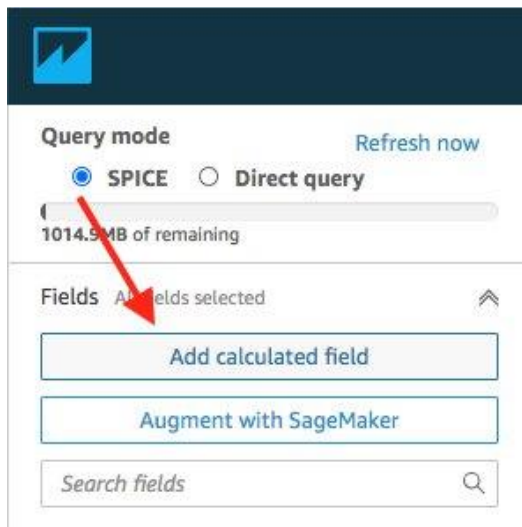 Query mode Refresh now
SPICE Direct query
1014.9MB of remaining
Fields All fields selected
Add calculated field
Augment with SageMaker
Search fields